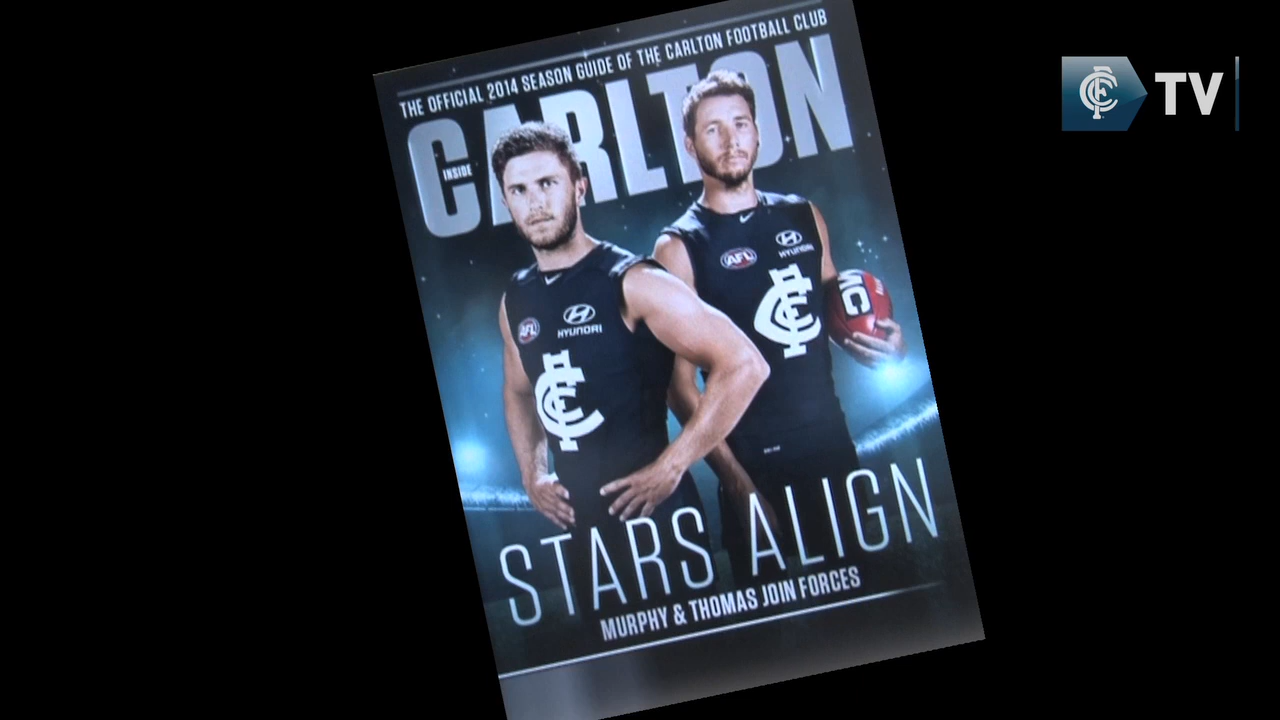 THE OFFICIAL 2014 SEASON GUIDE OF THE CARLTON FOOTBALL CLUB
CARLTON
INSIDE
TV
HYUNDAI
AFL
AFL
HYUNDAI
STARS ALIGN
MURPHY & THOMAS JOIN FORCES